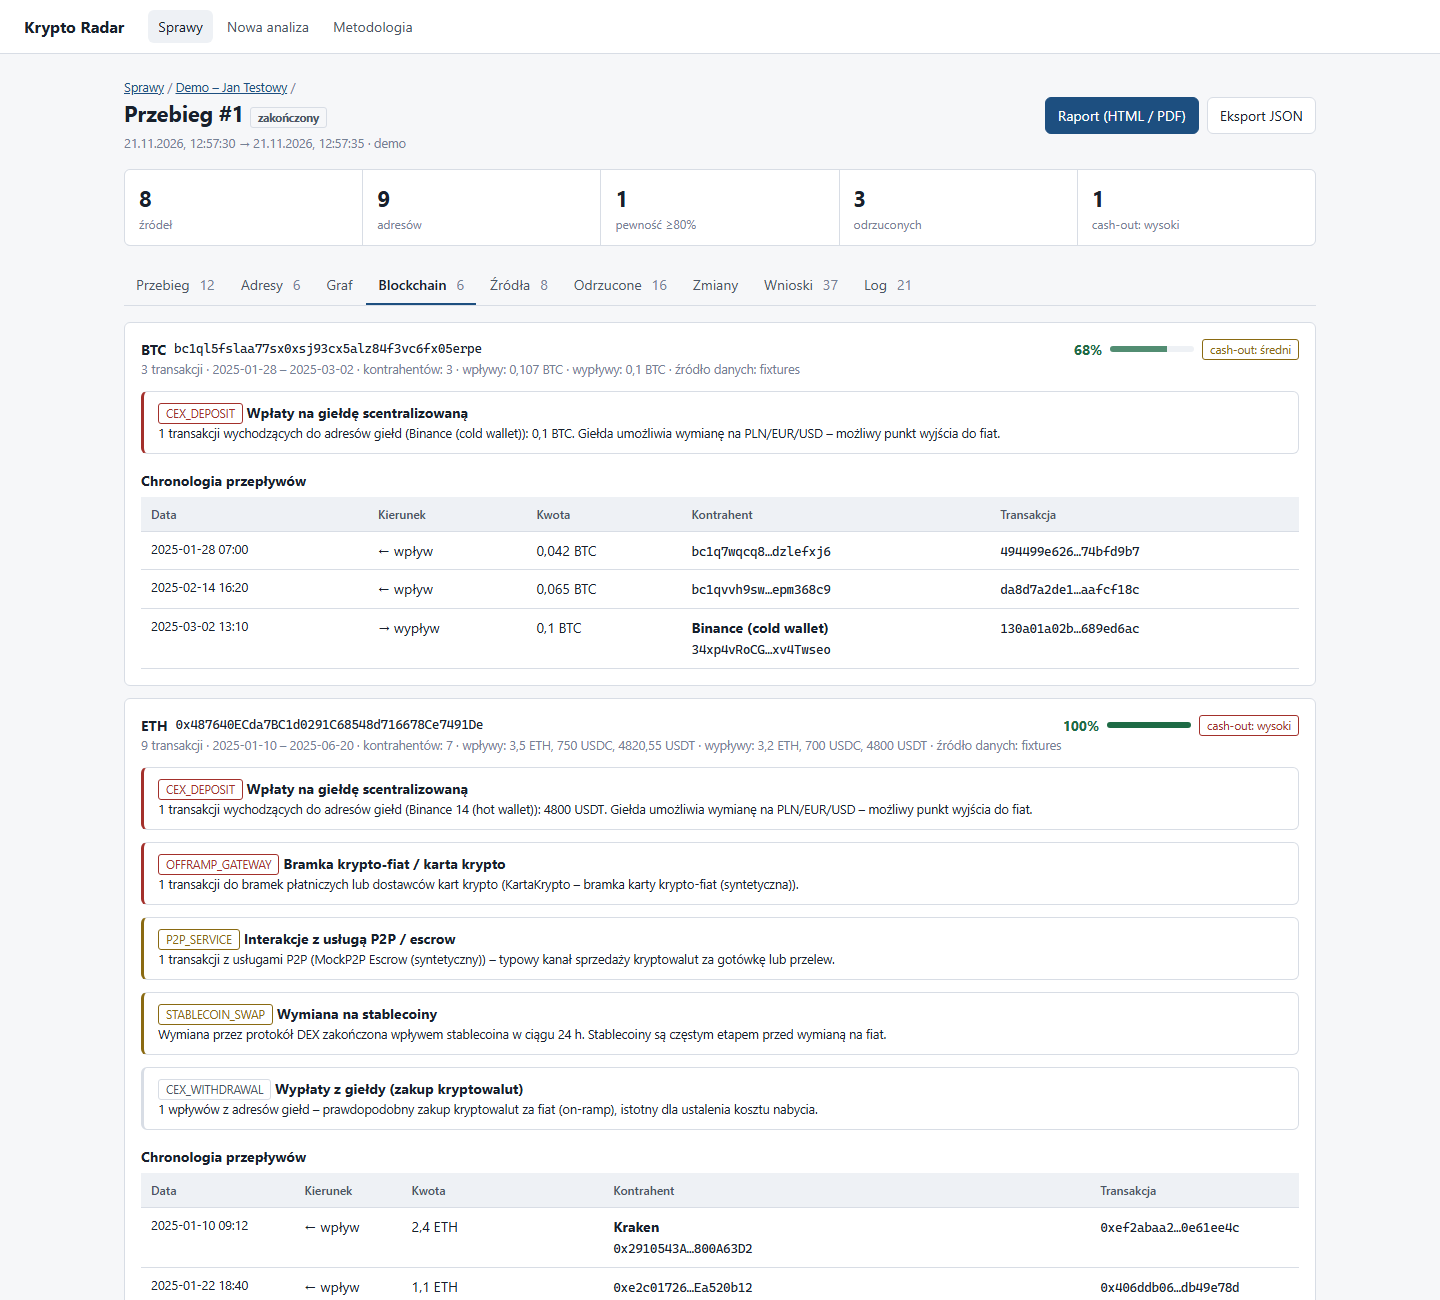 Krypto Radar Sprawy Nowa analiza Metodologia
Sprawy / Demo – Jan Testowy /
Przebieg #1 zakończony
21.11.2026, 12:57:30 → 21.11.2026, 12:57:35 · demo
Raport (HTML / PDF) Eksport JSON
8 9 1 3 1
źródeł adresów pewność ≥80% odrzuconych cash-out: wysoki
Przebieg 12 Adresy 6 Graf Blockchain 6 Źródła 8 Odrzucone 16 Zmiany Wnioski 37 Log 21
BTC bc1ql5fslaa77sx0xsj93cx5alz84f3vc6fx05erpe 68% cash-out: średni
3 transakcji · 2025-01-28 – 2025-03-02 · kontrahentów: 3 · wpływy: 0,107 BTC · wypływy: 0,1 BTC · źródło danych: fixtures
CEX_DEPOSIT Wpłaty na giełdę scentralizowaną
1 transakcji wychodzących do adresów giełd (Binance (cold wallet)): 0,1 BTC. Giełda umożliwia wymianę na PLN/EUR/USD – możliwy punkt wyjścia do fiat.
Chronologia przepływów
Data Kierunek Kwota Kontrahent Transakcja
2025-01-28 07:00 ← wpływ 0,042 BTC bc1q7wqcq8…dzlefxj6 494499e626…74bfd9b7
2025-02-14 16:20 ← wpływ 0,065 BTC bc1qvvh9sw…epm368c9 da8d7a2de1…aafcf18c
2025-03-02 13:10 → wypływ 0,1 BTC Binance (cold wallet) 130a01a02b…689ed6ac
34xp4vRoCG…xv4Twseo
ETH 0x487640ECda7BC1d0291C68548d716678Ce7491De 100% cash-out: wysoki
9 transakcji · 2025-01-10 – 2025-06-20 · kontrahentów: 7 · wpływy: 3,5 ETH, 750 USDC, 4820,55 USDT · wypływy: 3,2 ETH, 700 USDC, 4800 USDT · źródło danych: fixtures
CEX_DEPOSIT Wpłaty na giełdę scentralizowaną
1 transakcji wychodzących do adresów giełd (Binance 14 (hot wallet)): 4800 USDT. Giełda umożliwia wymianę na PLN/EUR/USD – możliwy punkt wyjścia do fiat.
OFFRAMP_GATEWAY Bramka krypto-fiat / karta krypto
1 transakcji do bramek płatniczych lub dostawców kart krypto (KartaKrypto – bramka karty krypto-fiat (syntetyczna)).
P2P_SERVICE Interakcje z usługą P2P / escrow
1 transakcji z usługami P2P (MockP2P Escrow (syntetyczny)) – typowy kanał sprzedaży kryptowalut za gotówkę lub przelew.
STABLECOIN_SWAP Wymiana na stablecoiny
Wymiana przez protokół DEX zakończona wpływem stablecoina w ciągu 24 h. Stablecoiny są częstym etapem przed wymianą na fiat.
CEX_WITHDRAWAL Wypłaty z giełdy (zakup kryptowalut)
1 wpływów z adresów giełd – prawdopodobny zakup kryptowalut za fiat (on-ramp), istotny dla ustalenia kosztu nabycia.
Chronologia przepływów
Data Kierunek Kwota Kontrahent Transakcja
2025-01-10 09:12 ← wpływ 2,4 ETH Kraken 0xef2abaa2…0e61ee4c
0x2910543A…800A63D2
2025-01-22 18:40 ← wpływ 1,1 ETH 0xe2c01726…Ea520b12 0x406ddb06…db49e78d